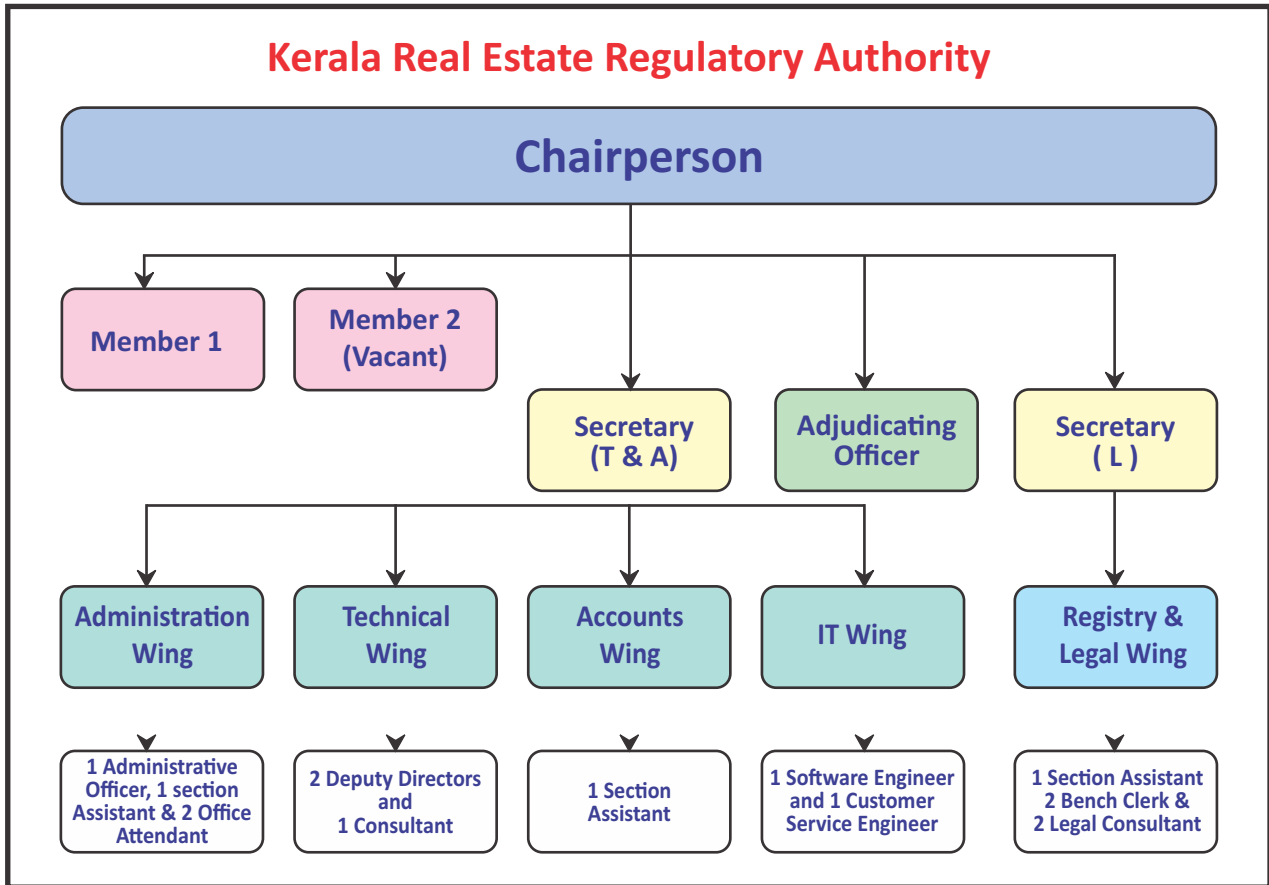 Kerala Real Estate Regulatory Authority
Chairperson
Member 1
Member 2
(Vacant)
Secretary
(T & A)
Adjudicating
Officer
Secretary
( L )
Administration
Wing
Technical
Wing
Accounts
Wing
IT Wing
Registry &
Legal Wing
1 Administrative
Officer, 1 section
Assistant & 2 Office
Attendant
2 Deputy Directors
and
1 Consultant
1 Section
Assistant
1 Software Engineer
and 1 Customer
Service Engineer
1 Section Assistant
2 Bench Clerk &
2 Legal Consultant